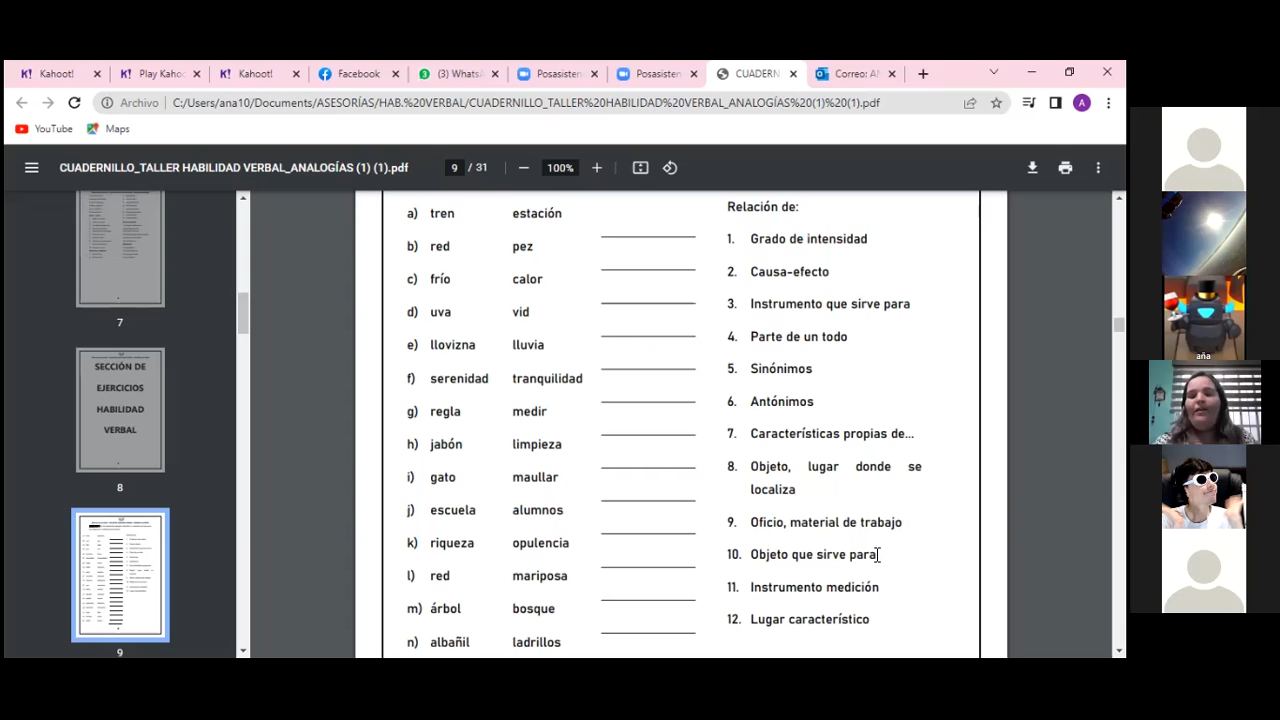 K! Kahoot!
K! Play Kahoo
K! Kahoot!
Facebook
(3) WhatsA
Posasisten
Posasisten
CUADERN
Correo: AN
Archivo
C:/Users/ana10/Documents/ASESORÍAS/HAB.%20VERBAL/CUADERNILLO_TALLER%20HABILIDAD%20VERBAL_ANALOGÍAS%20(1)%20(1).pdf
A
YouTube
Maps
CUADERNILLO_TALLER HABILIDAD VERBAL_ANALOGÍAS (1) (1).pdf
9 / 31
100%
7
SECCIÓN DE
EJERCICIOS
HABILIDAD
VERBAL
8
9
a) tren estación
b) red pez
c) frío calor
d) uva vid
e) llovizna lluvia
f) serenidad tranquilidad
g) regla medir
h) jabón limpieza
i) gato maullar
j) escuela alumnos
k) riqueza opulencia
l) red mariposa
m) árbol bosque
n) albañil ladrillos
Relación de:
1. Grado de intensidad
2. Causa-efecto
3. Instrumento que sirve para
4. Parte de un todo
5. Sinónimos
6. Antónimos
7. Características propias de...
8. Objeto, lugar donde se
localiza
9. Oficio, material de trabajo
10. Objeto que sirve para
11. Instrumento medición
12. Lugar característico
aña